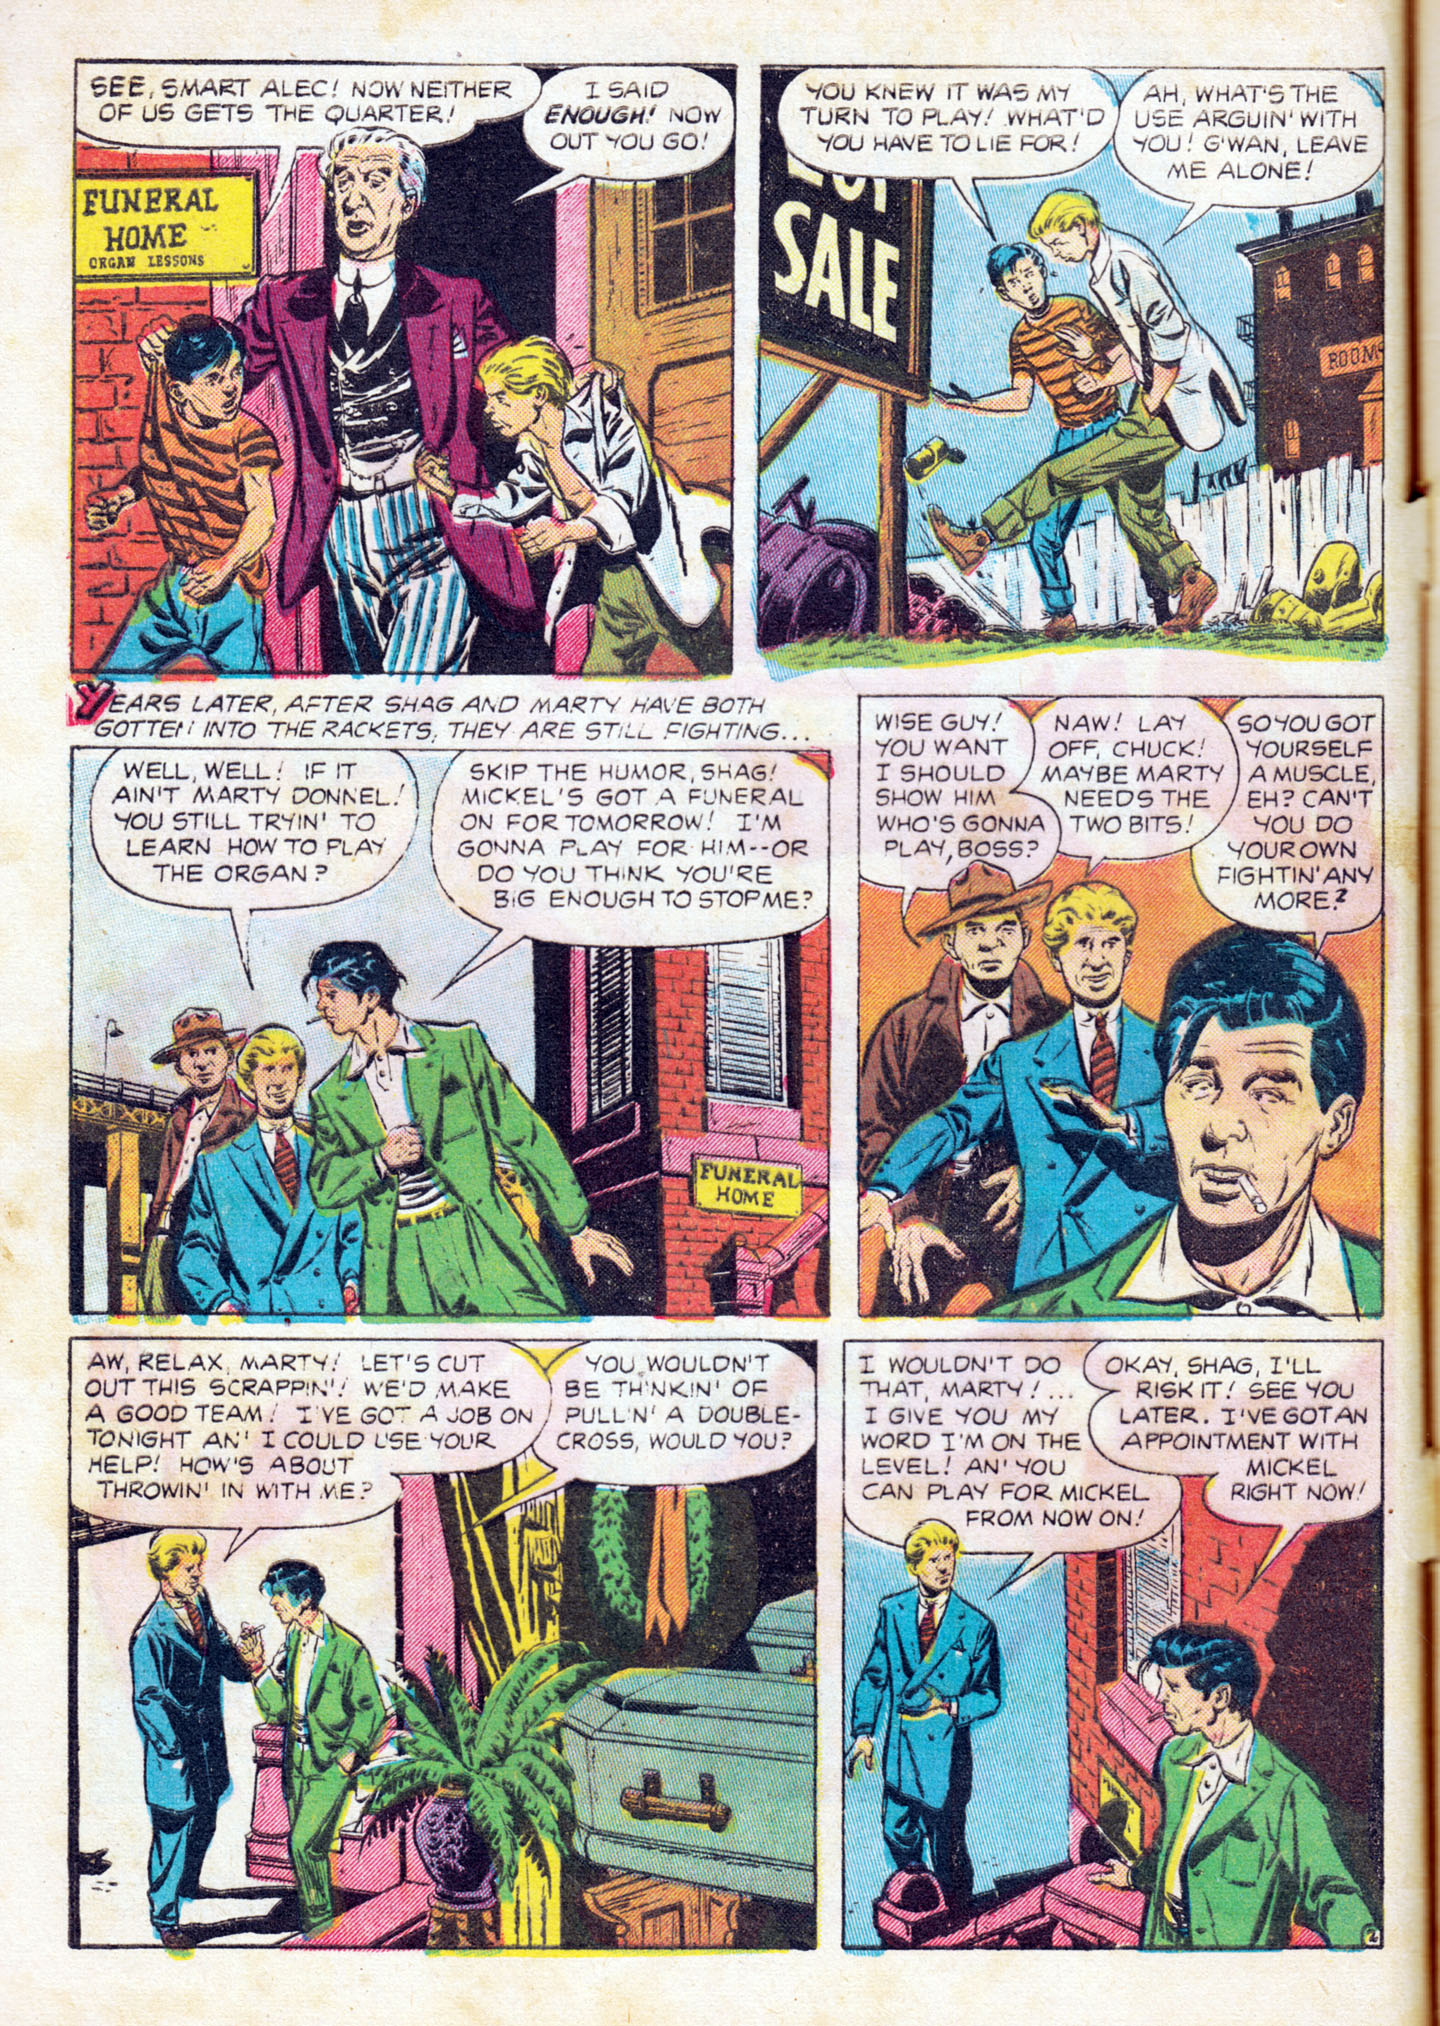 SEE, SMART ALEC! NOW NEITHER
OF US GETS THE QUARTER!
I SAID
ENOUGH! NOW
OUT YOU GO!
FUNERAL
HOME
ORGAN LESSONS
YOU KNEW IT WAS MY
TURN TO PLAY! WHAT'D
YOU HAVE TO LIE FOR!
AH, WHAT'S THE
USE ARGUIN' WITH
YOU! G'WAN, LEAVE
ME ALONE!
SALE
ROOMS
YEARS LATER, AFTER SHAG AND MARTY HAVE BOTH
GOTTEN INTO THE RACKETS, THEY ARE STILL FIGHTING...
WELL, WELL! IF IT
AIN'T MARTY DONNEL!
YOU STILL TRYIN' TO
LEARN HOW TO PLAY
THE ORGAN?
SKIP THE HUMOR, SHAG!
MICKEL'S GOT A FUNERAL
ON FOR TOMORROW! I'M
GONNA PLAY FOR HIM--OR
DO YOU THINK YOU'RE
BIG ENOUGH TO STOP ME?
FUNERAL
HOME
WISE GUY!
YOU WANT
I SHOULD
SHOW HIM
WHO'S GONNA
PLAY, BOSS?
NAW! LAY
OFF, CHUCK!
MAYBE MARTY
NEEDS THE
TWO BITS!
SO YOU GOT
YOURSELF
A MUSCLE,
EH? CAN'T
YOU DO
YOUR OWN
FIGHTIN' ANY
MORE?
AW, RELAX, MARTY! LET'S CUT
OUT THIS SCRAPPIN'! WE'D MAKE
A GOOD TEAM! I'VE GOT A JOB ON
TONIGHT AN' I COULD USE YOUR
HELP! HOW'S ABOUT
THROWIN' IN WITH ME?
YOU WOULDN'T
BE THINKIN' OF
PULLIN' A DOUBLE-
CROSS, WOULD YOU?
I WOULDN'T DO
THAT, MARTY!...
I GIVE YOU MY
WORD I'M ON THE
LEVEL! AN' YOU
CAN PLAY FOR MICKEL
FROM NOW ON!
OKAY, SHAG, I'LL
RISK IT! SEE YOU
LATER. I'VE GOT AN
APPOINTMENT WITH
MICKEL
RIGHT NOW!
2